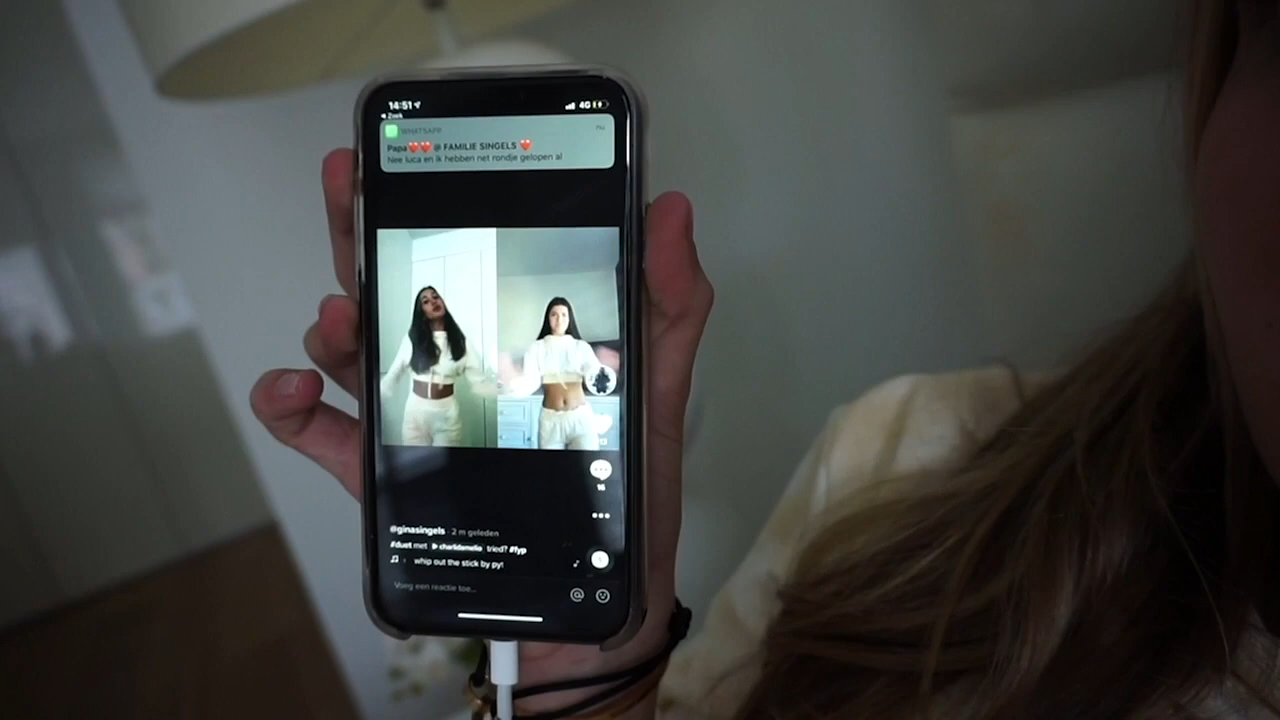 14:51
4G
◀ Zoek
WHATSAPP
nu
Papa❤️❤️ @ FAMILIE SINGELS ❤️
Nee luca en ik hebben net rondje gelopen al
16
@ginasingels · 2 m geleden
#duet met ▶ charlidamelio tried? #fyp
whip out the stick by py!
Voeg een reactie toe...